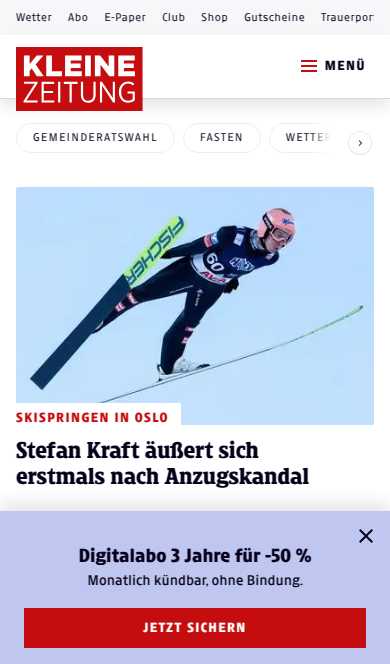 Wetter Abo E-Paper Club Shop Gutscheine Trauerpor
KLEINE
ZEITUNG
MENÜ
GEMEINDERATSWAHL FASTEN WETTER
FISCHER
60
SKISPRINGEN IN OSLO
Stefan Kraft äußert sich
erstmals nach Anzugskandal
Digitalabo 3 Jahre für -50 %
Monatlich kündbar, ohne Bindung.
JETZT SICHERN